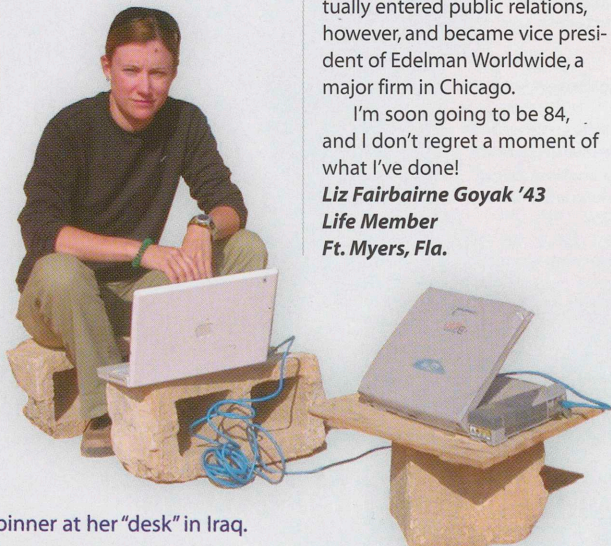 tually entered public relations,
however, and became vice presi-
dent of Edelman Worldwide, a
major firm in Chicago.
I'm soon going to be 84,
and I don't regret a moment of
what I've done!
Liz Fairbairne Goyak '43
Life Member
Ft. Myers, Fla.
at her "desk" in Iraq.